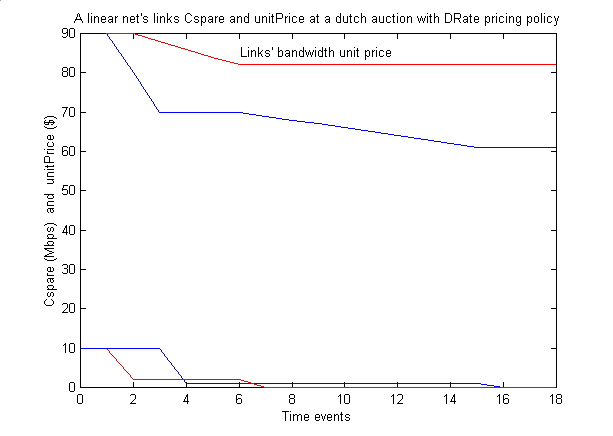 A linear net's links Cspare and unitPrice at a dutch auction with DRate pricing policy
90
Links' bandwidth unit price
80
70
60
50
40
30
20
10
0
Cspare (Mbps) and unitPrice ($)
0 2 4 6 8 10 12 14 16 18
Time events